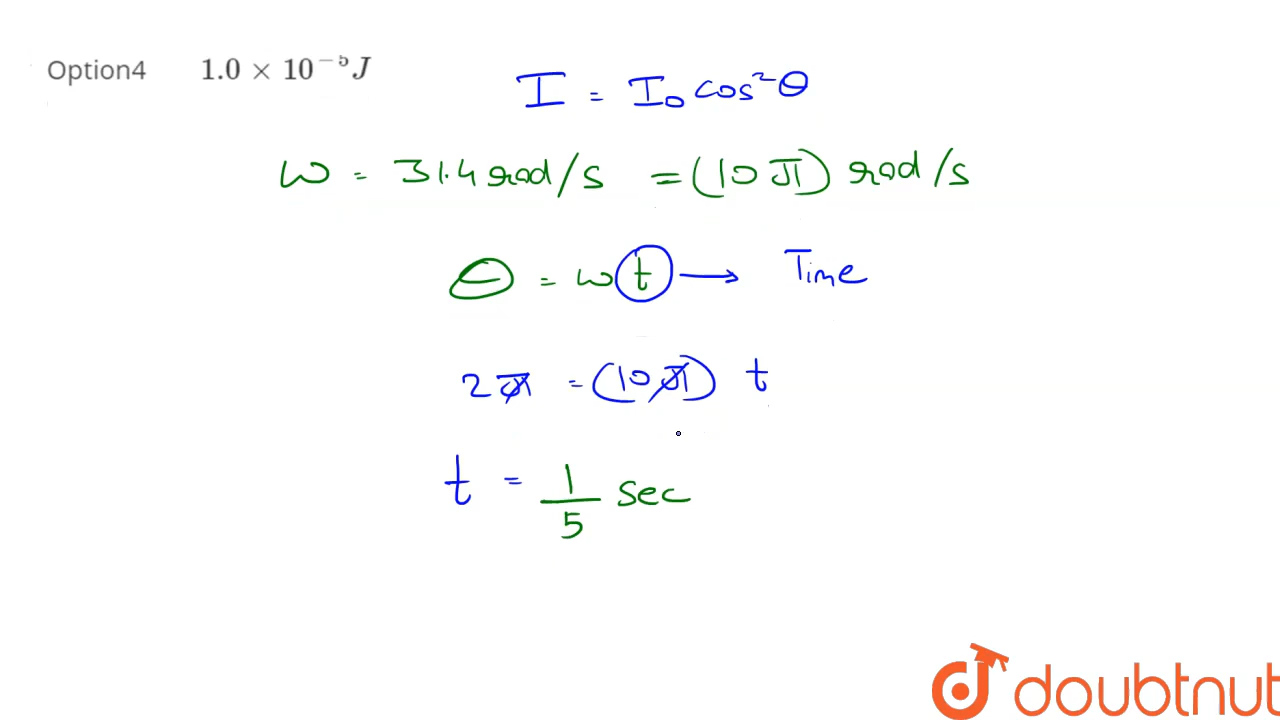 Option4 1.0 × 10⁻⁵J
I = I₀ cos²θ
ω = 31.4 rad/s = (10π) rad/s
θ = ωt → Time
2π = (10π) t
t = 1/5 sec
doubtnut